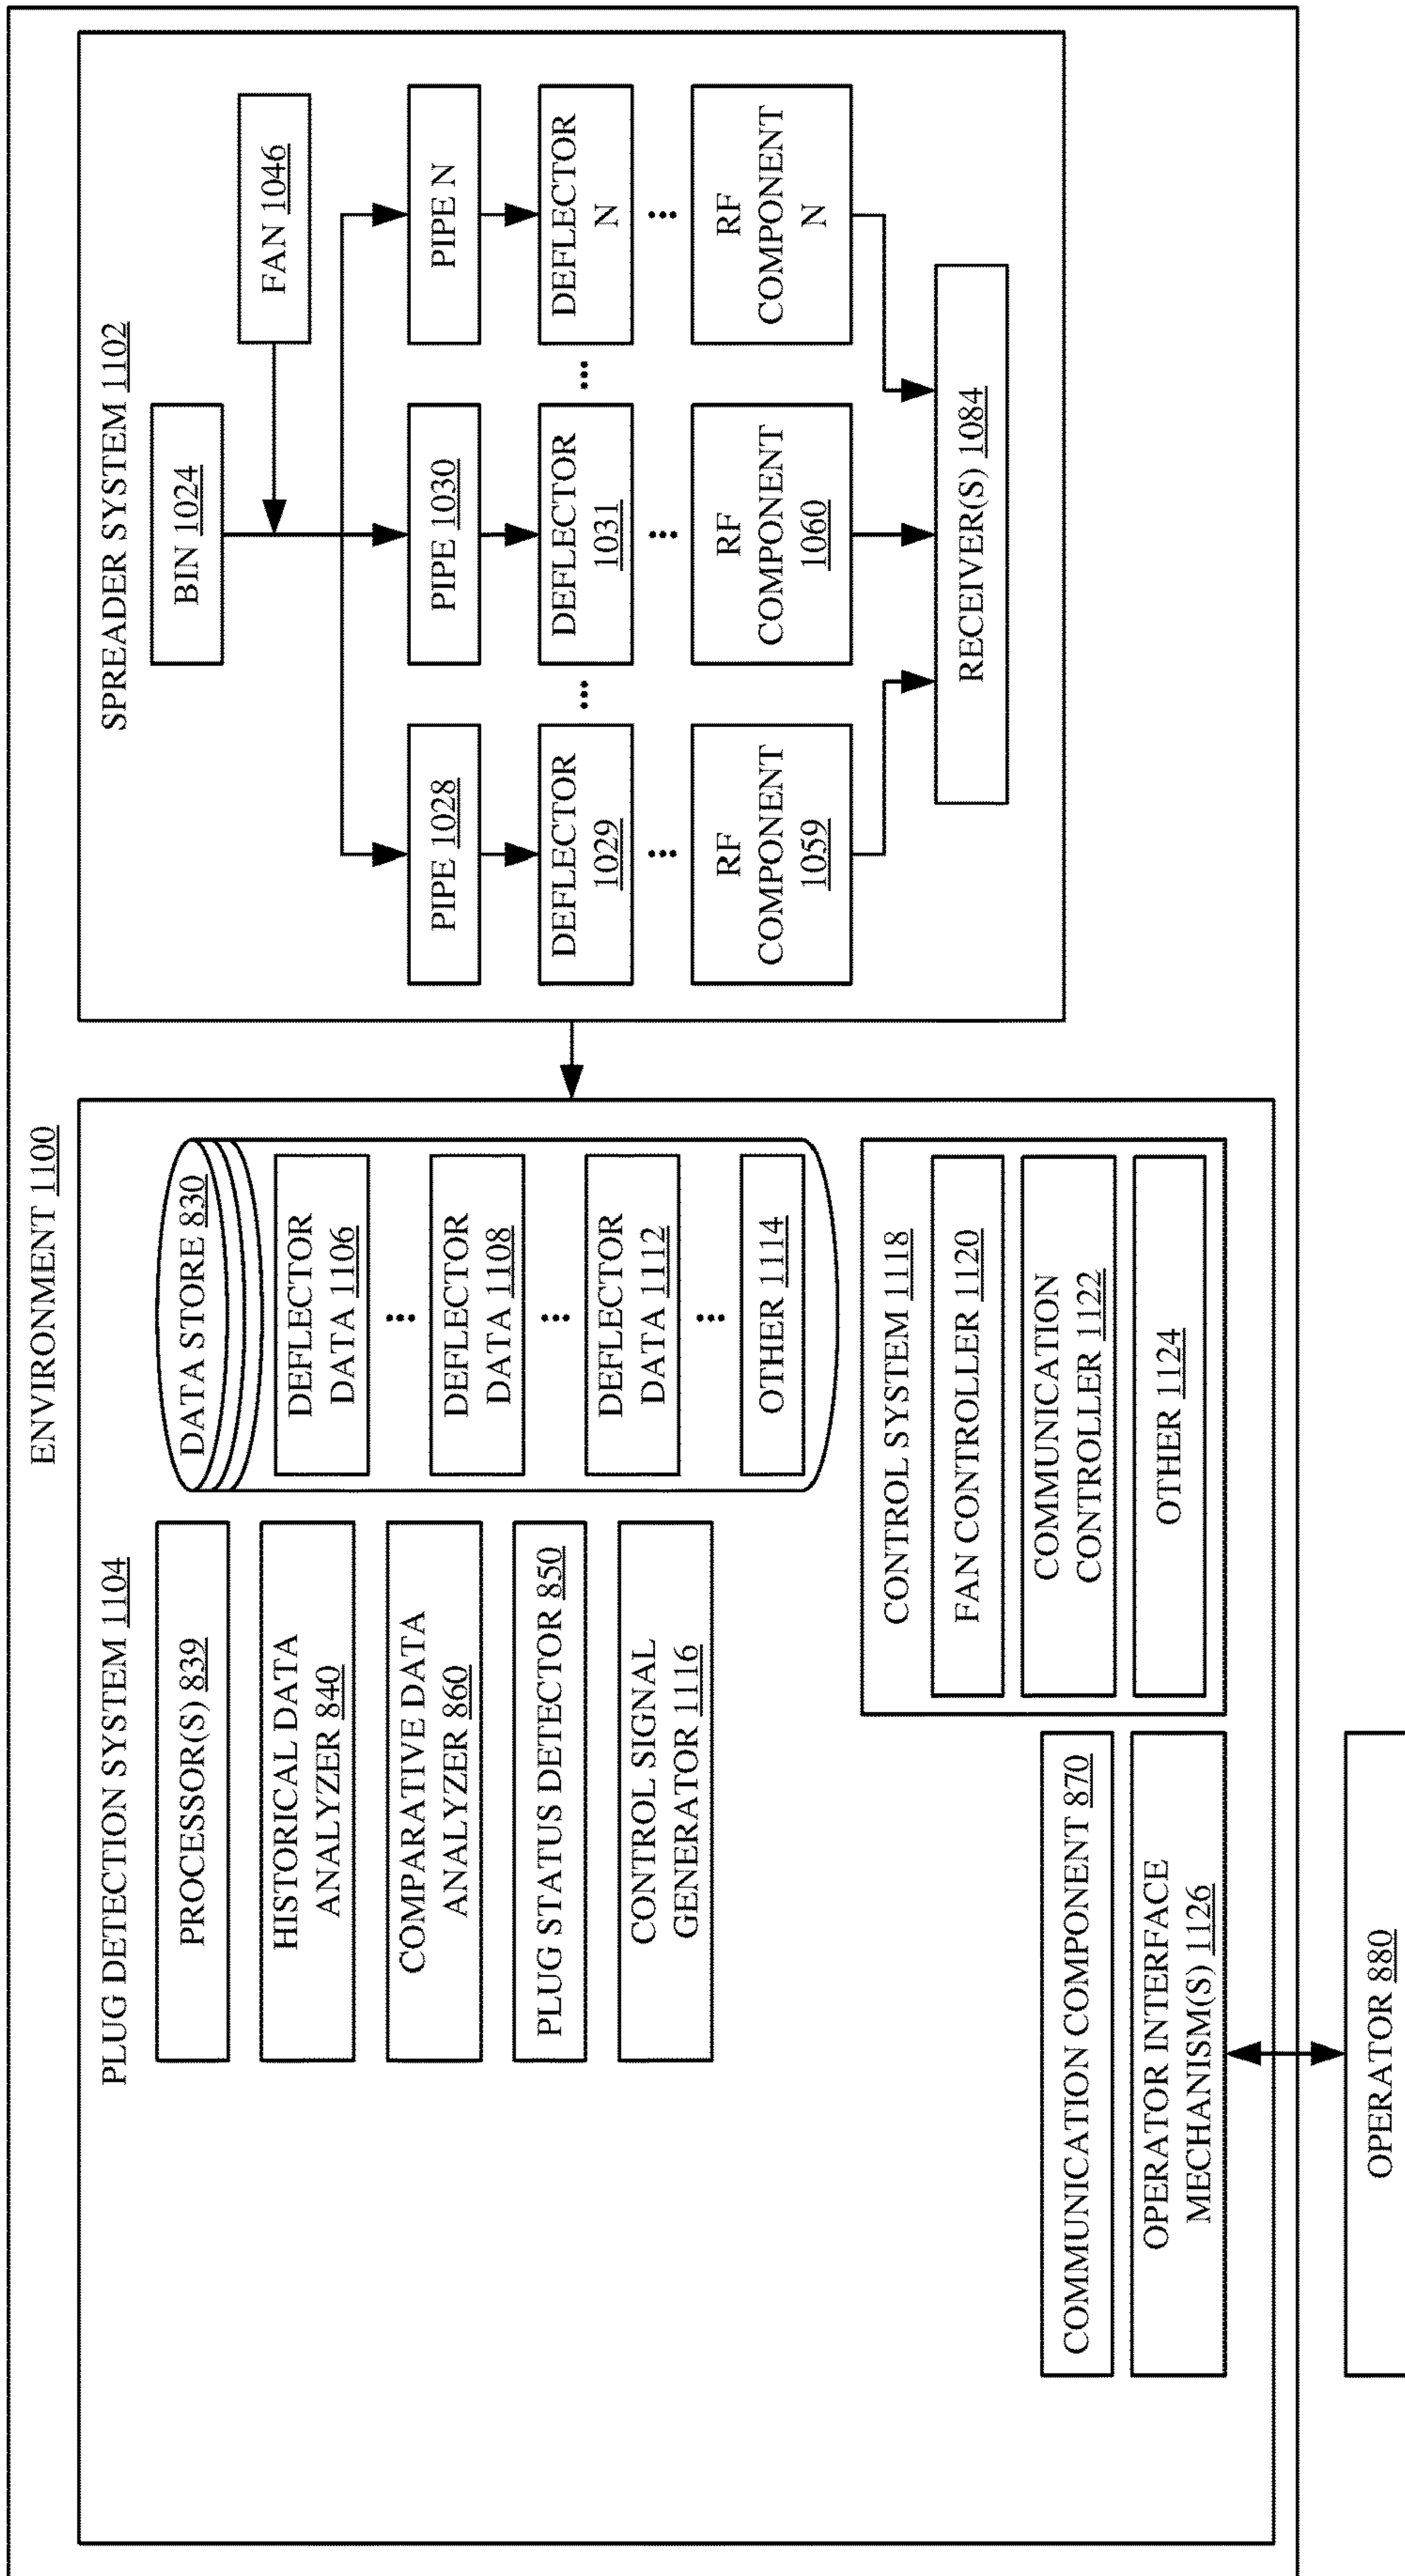 ENVIRONMENT 1100
PLUG DETECTION SYSTEM 1104
PROCESSOR(S) 839
HISTORICAL DATA
ANALYZER 840
COMPARATIVE DATA
ANALYZER 860
PLUG STATUS DETECTOR 850
CONTROL SIGNAL
GENERATOR 1116
DATA STORE 830
DEFLECTOR
DATA 1106
DEFLECTOR
DATA 1108
DEFLECTOR
DATA 1112
OTHER 1114
COMMUNICATION COMPONENT 870
OPERATOR INTERFACE
MECHANISM(S) 1126
CONTROL SYSTEM 1118
FAN CONTROLLER 1120
COMMUNICATION
CONTROLLER 1122
OTHER 1124
OPERATOR 880
SPREADER SYSTEM 1102
BIN 1024
FAN 1046
PIPE 1028
PIPE 1030
PIPE N
DEFLECTOR
1029
DEFLECTOR
1031
DEFLECTOR
N
RF
COMPONENT
1059
RF
COMPONENT
1060
RF
COMPONENT
N
RECEIVER(S) 1084